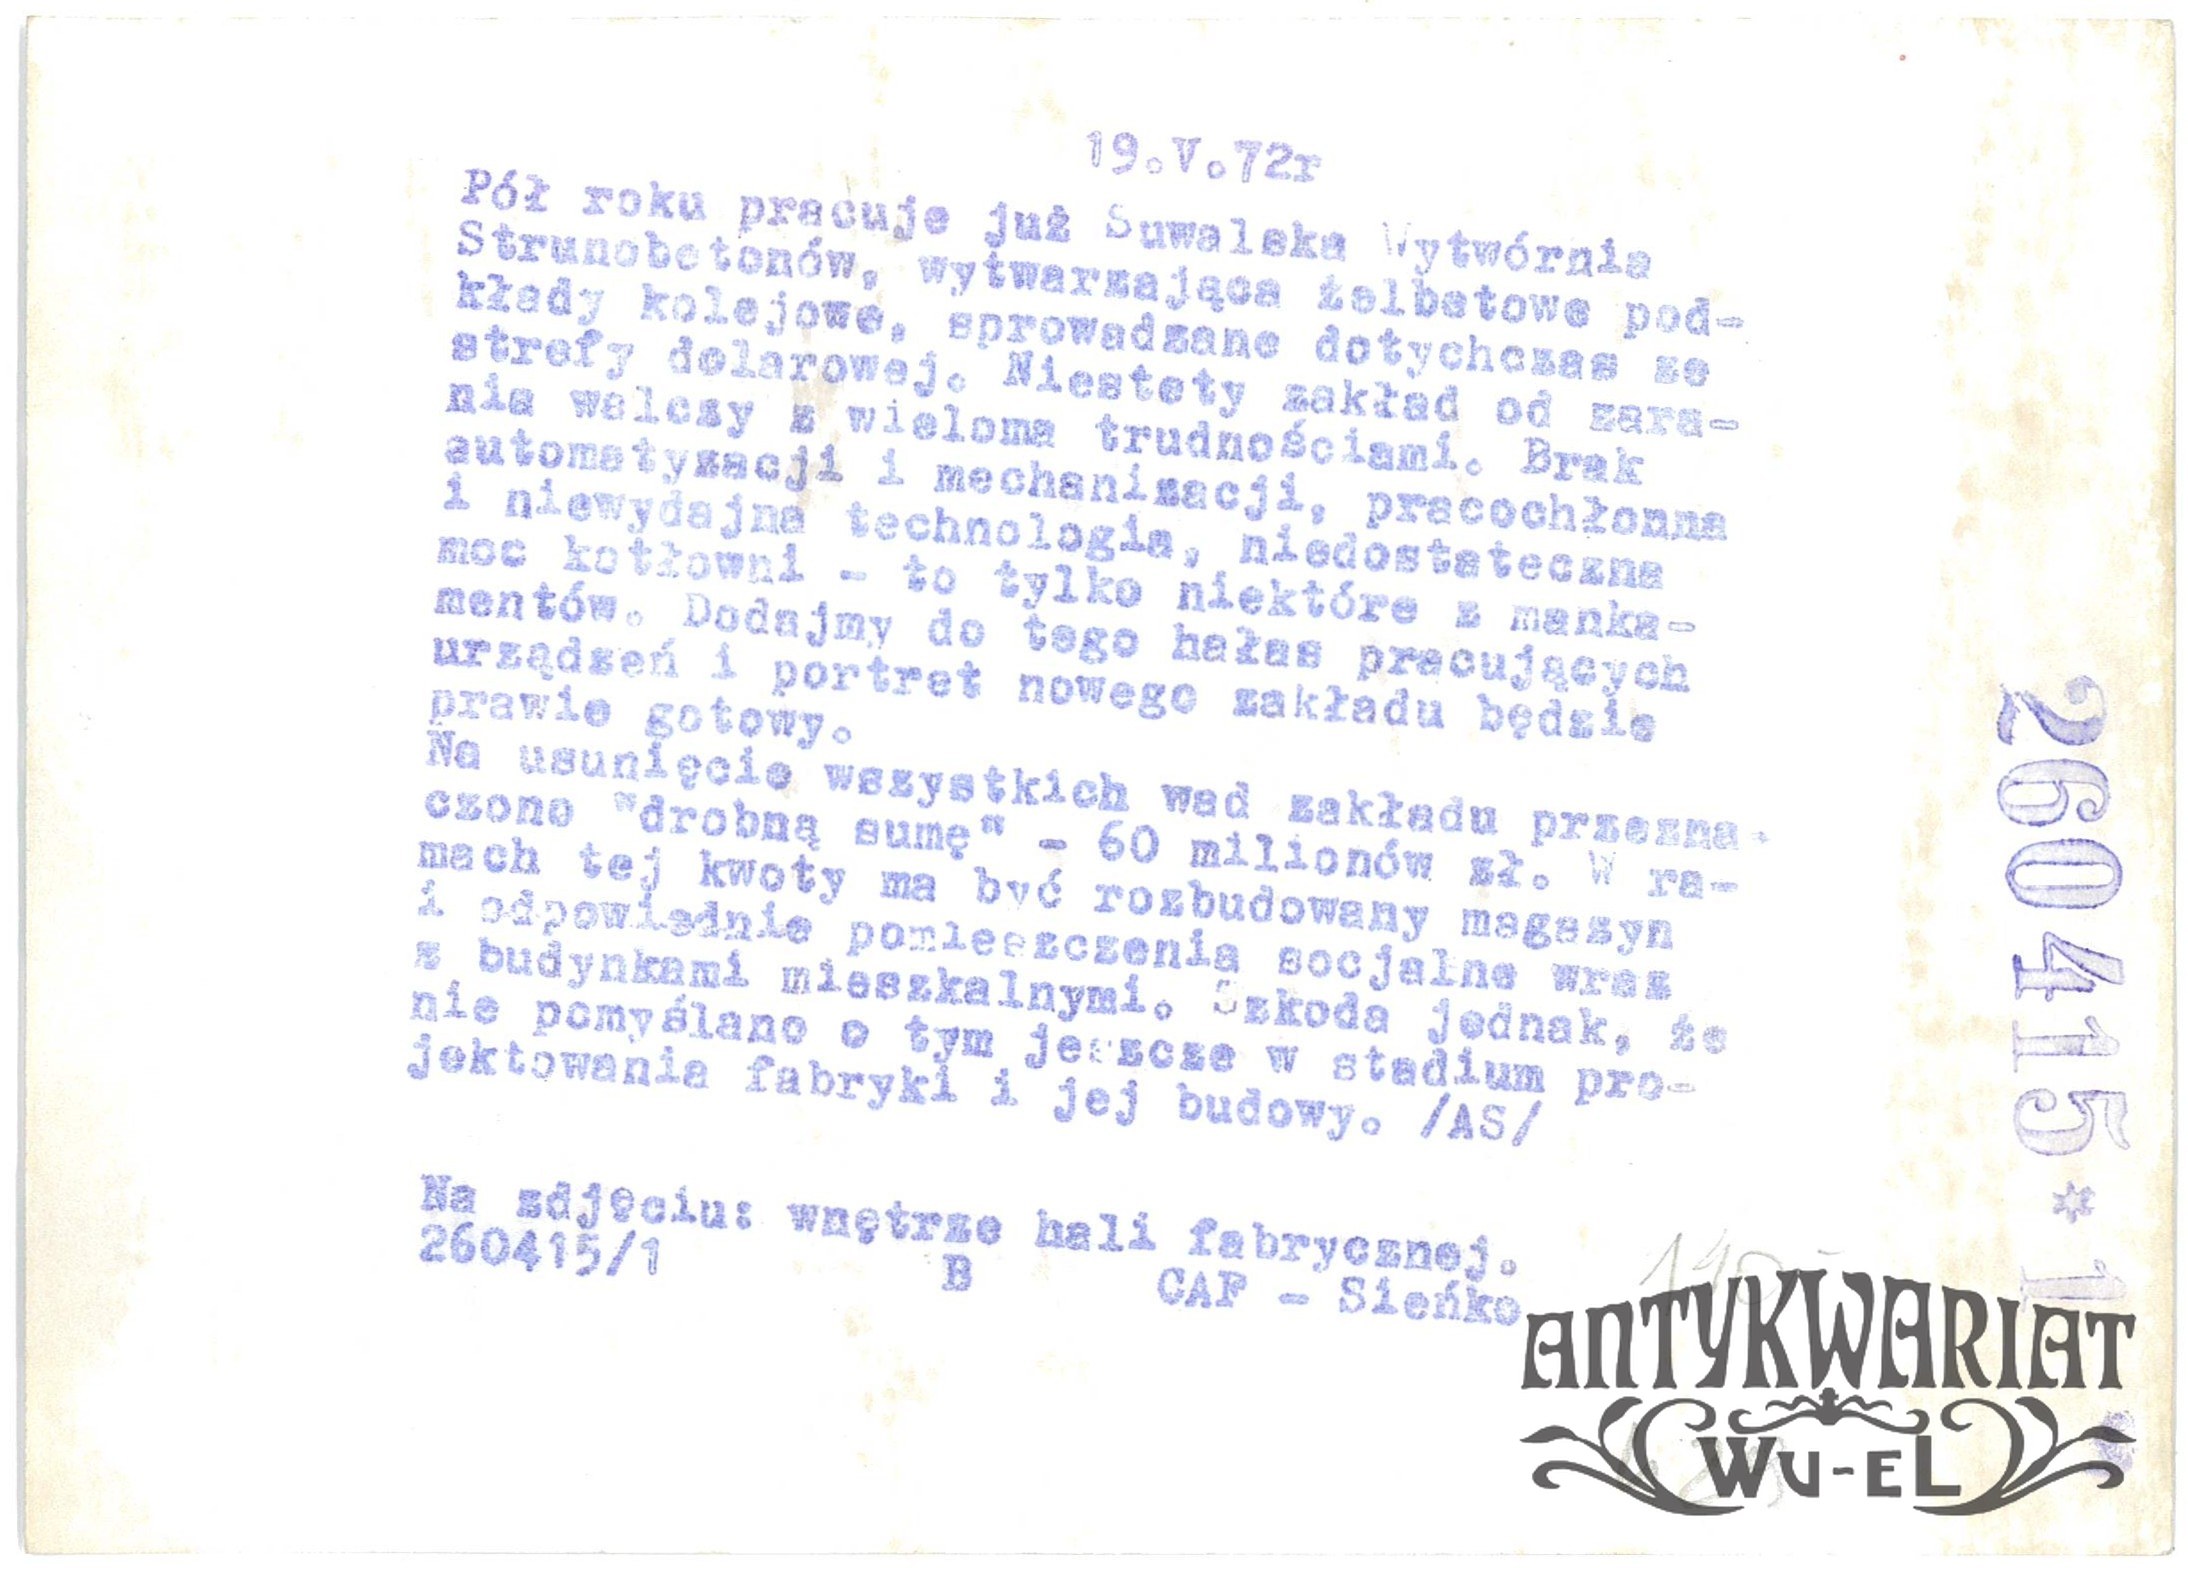 19.V.72r
Pół roku pracuje już Suwalska Wytwórnia
Strunobetonów, wytwarzająca żelbetowe pod-
kłady kolejowe, sprowadzane dotychczas ze
strefy dolarowej. Niestety zakład od zara-
nia walczy z wieloma trudnościami. Brak
automatyzacji i mechanizacji, pracochłonna
i niewydajna technologia, niedostateczna
moc kotłowni - to tylko niektóre z manka-
mentów. Dodajmy do tego hałas pracujących
urządzeń i portret nowego zakładu będzie
prawie gotowy.
Na usunięcie wszystkich wad zakładu przezna-
czono "drobną sumę" - 60 milionów zł. W ra-
mach tej kwoty ma być rozbudowany magazyn
i odpowiednie pomieszczenia socjalne wraz
z budynkami mieszkalnymi. Szkoda jednak, że
nie pomyślano o tym jeszcze w stadium pro-
jektowania fabryki i jej budowy. /AS/
Na zdjęciu: wnętrze hali fabrycznej.
260415/1 B CAF - Sieńko
260415*1
ANTYKWARIAT
WU-EL